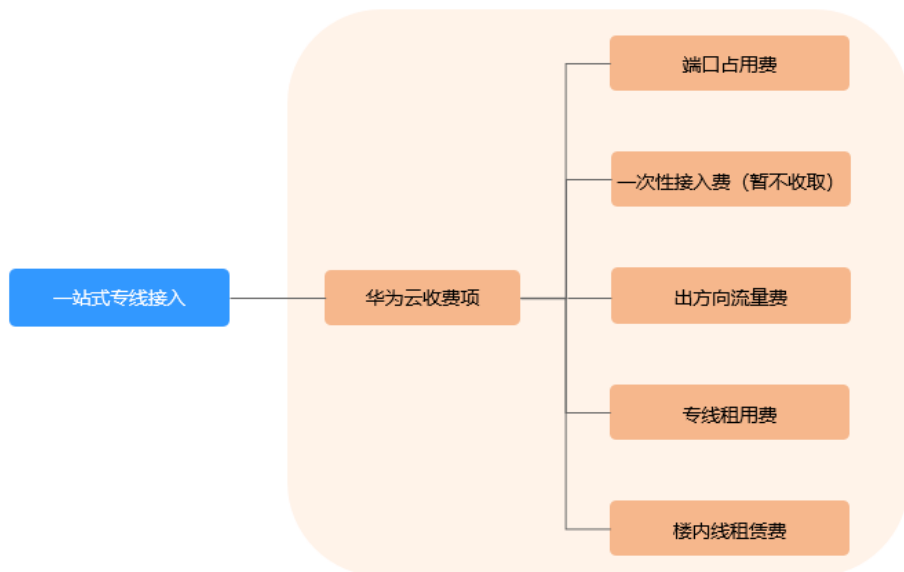 端口占用费
一次性接入费（暂不收取）
一站式专线接入
华为云收费项
出方向流量费
专线租用费
楼内线租赁费